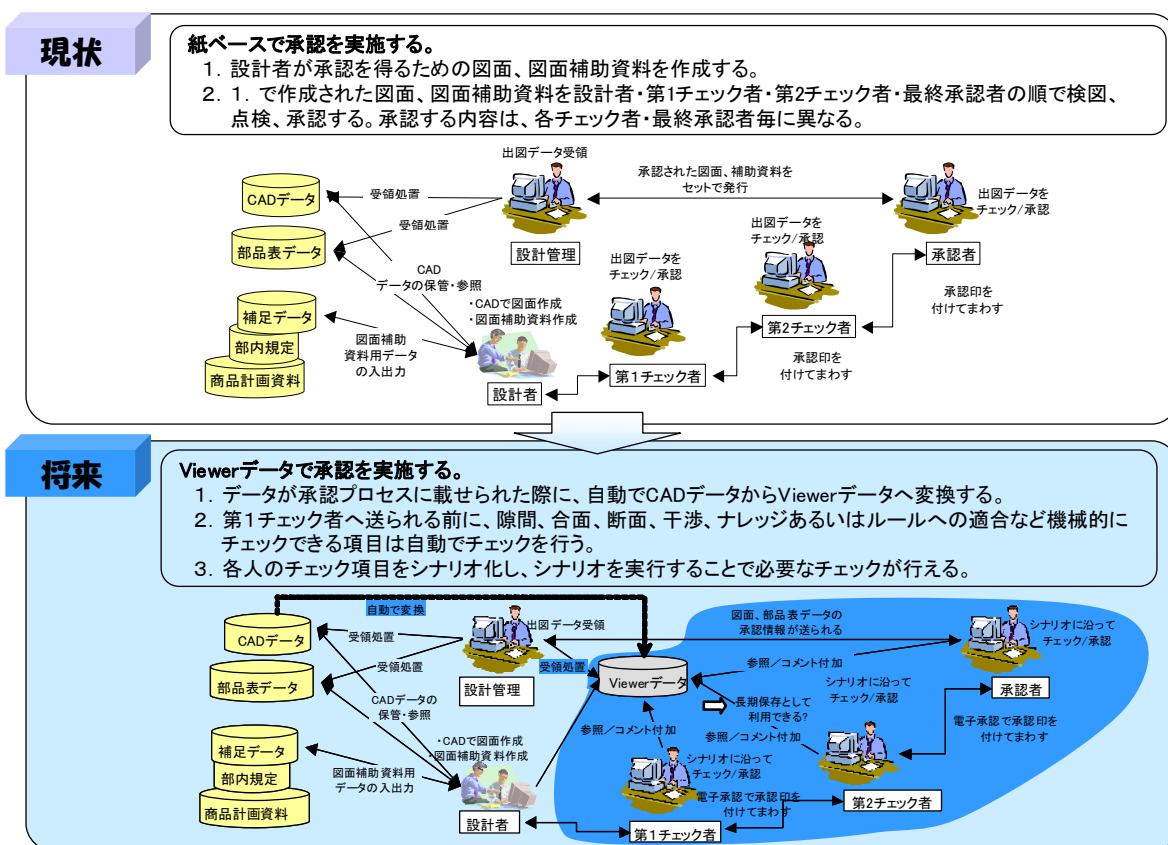 現状
紙ベースで承認を実施する。
1. 設計者が承認を得るための図面、図面補助資料を作成する。
2. 1. で作成された図面、図面補助資料を設計者・第1チェック者・第2チェック者・最終承認者の順で検図、
点検、承認する。承認する内容は、各チェック者・最終承認者毎に異なる。
出図データ受領
承認された図面、補助資料を
セットで発行
CADデータ
受領処置
受領処置
部品表データ
設計管理
出図データを
チェック/承認
出図データを
チェック/承認
出図データを
チェック/承認
承認者
CAD
データの保管・参照
・CADで図面作成
・図面補助資料作成
補足データ
部内規定
商品計画資料
図面補助
資料用データ
の入出力
設計者
第1チェック者
第2チェック者
承認印を
付けてまわす
承認印を
付けてまわす
将来
Viewerデータで承認を実施する。
1. データが承認プロセスに載せられた際に、自動でCADデータからViewerデータへ変換する。
2. 第1チェック者へ送られる前に、隙間、合面、断面、干渉、ナレッジあるいはルールへの適合など機械的に
チェックできる項目は自動でチェックを行う。
3. 各人のチェック項目をシナリオ化し、シナリオを実行することで必要なチェックが行える。
自動で変換
CADデータ
受領処置
受領処置
部品表データ
出図データ受領
設計管理
受領処置
図面、部品表データの
承認情報が送られる
シナリオに沿って
チェック/承認
承認者
Viewerデータ
参照/コメント付加
シナリオに沿って
チェック/承認
長期保存として
利用できる?
参照/コメント付加
参照/コメント付加
電子承認で承認印を
付けてまわす
CADデータの
保管・参照
・CADで図面作成
・図面補助資料作成
補足データ
部内規定
商品計画資料
図面補助資料用
データの入出力
設計者
シナリオに沿って
チェック/承認
電子承認で承認印を
付けてまわす
第1チェック者
第2チェック者